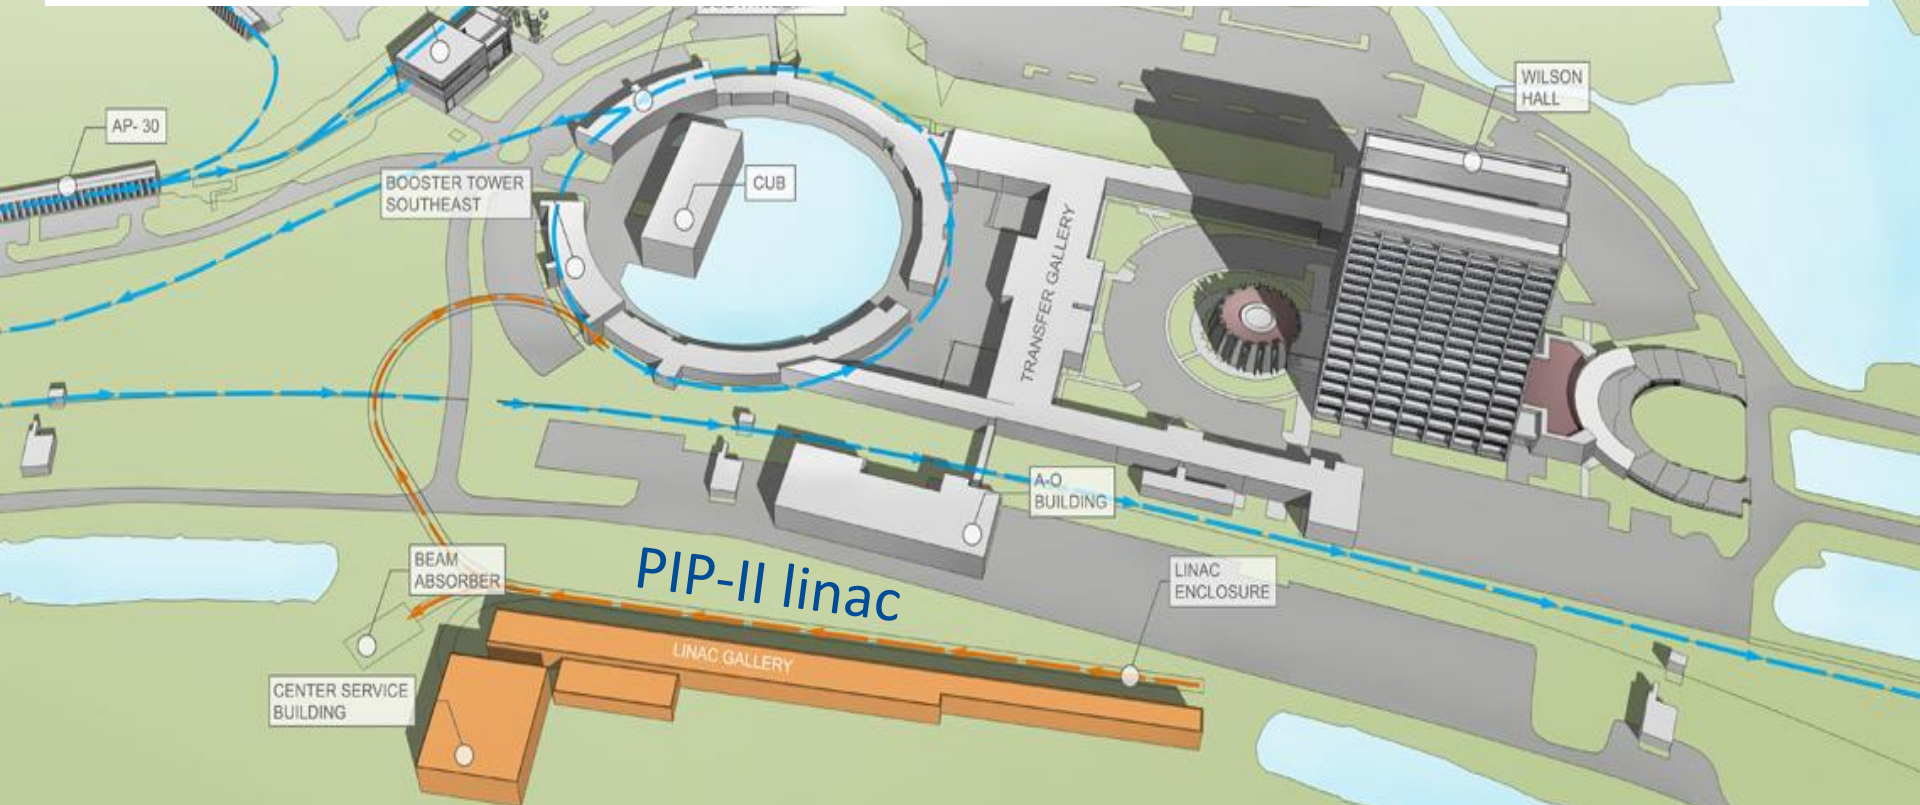 WILSON
HALL
AP- 30
BOOSTER TOWER
SOUTHEAST
CUB
TRANSFER GALLERY
A-O
BUILDING
BEAM
ABSORBER
PIP-II linac
LINAC
ENCLOSURE
LINAC GALLERY
CENTER SERVICE
BUILDING